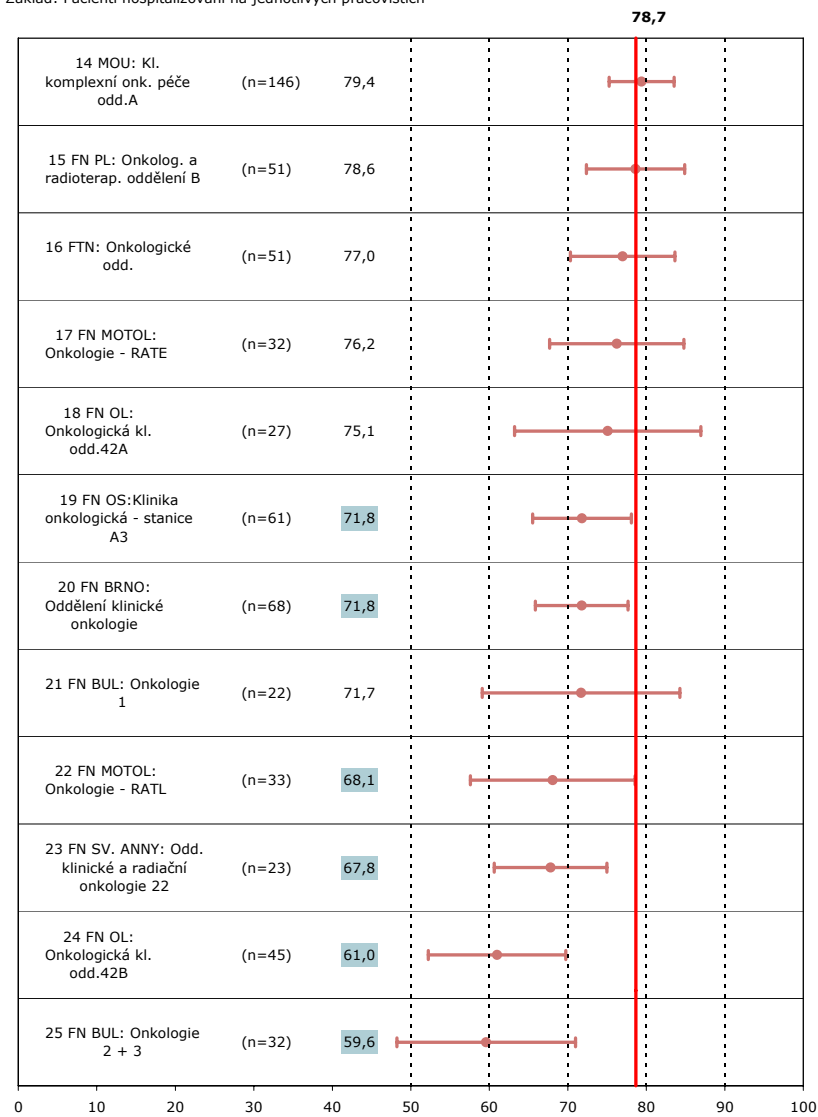 Základ: Pacienti hospitalizovaní na jednotlivých pracovištích
78,7
14 MOU: Kl.
komplexní onk. péče
odd.A
(n=146)
79,4
15 FN PL: Onkolog. a
radioterap. oddělení B
(n=51)
78,6
16 FTN: Onkologické
odd.
(n=51)
77,0
17 FN MOTOL:
Onkologie - RATE
(n=32)
76,2
18 FN OL:
Onkologická kl.
odd.42A
(n=27)
75,1
19 FN OS:Klinika
onkologická - stanice
A3
(n=61)
71,8
20 FN BRNO:
Oddělení klinické
onkologie
(n=68)
71,8
21 FN BUL: Onkologie
1
(n=22)
71,7
22 FN MOTOL:
Onkologie - RATL
(n=33)
68,1
23 FN SV. ANNY: Odd.
klinické a radiační
onkologie 22
(n=23)
67,8
24 FN OL:
Onkologická kl.
odd.42B
(n=45)
61,0
25 FN BUL: Onkologie
2 + 3
(n=32)
59,6
0 10 20 30 40 50 60 70 80 90 100